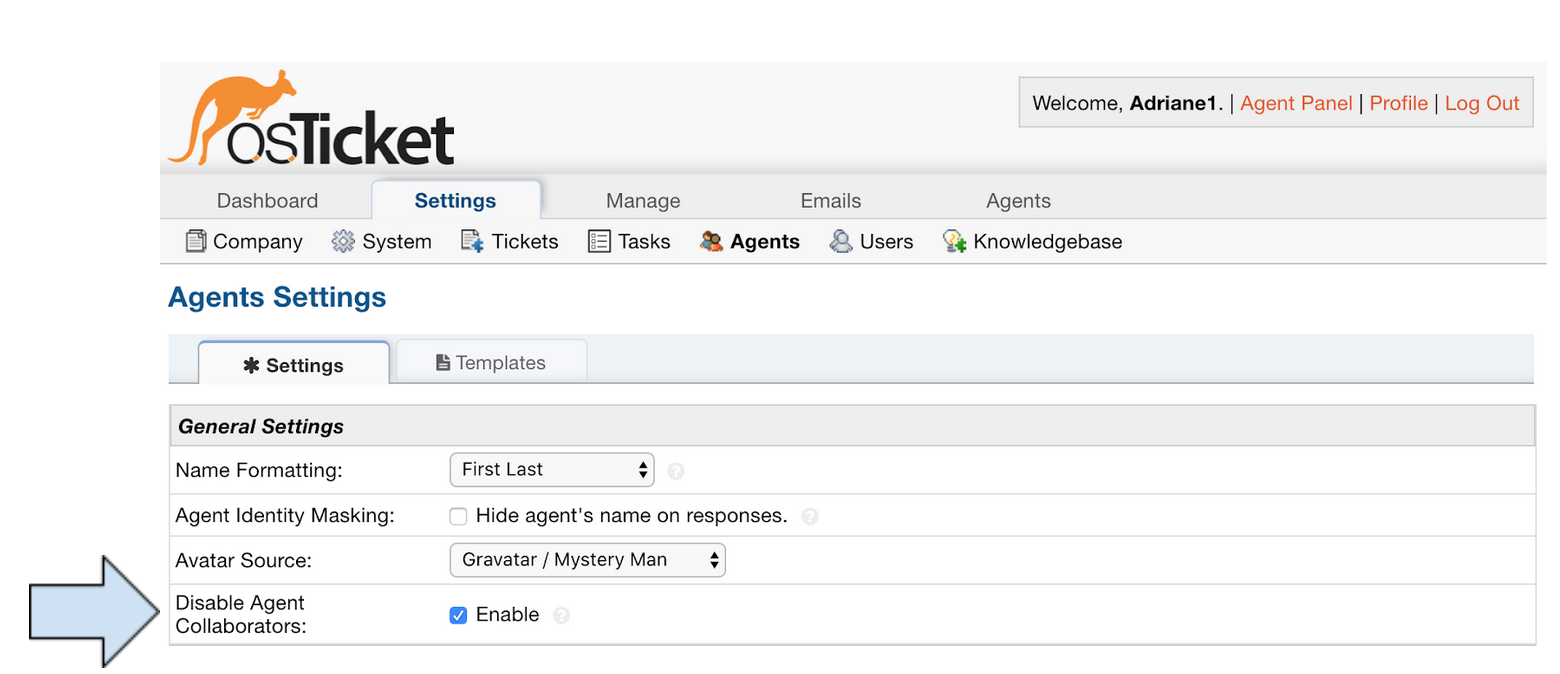 osTicket
Welcome, Adriane1. | Agent Panel | Profile | Log Out
Dashboard Settings Manage Emails Agents
Company System Tickets Tasks Agents Users Knowledgebase
Agents Settings
Settings Templates
General Settings
Name Formatting: First Last ?
Agent Identity Masking: Hide agent's name on responses. ?
Avatar Source: Gravatar / Mystery Man
Disable Agent
Collaborators: Enable ?